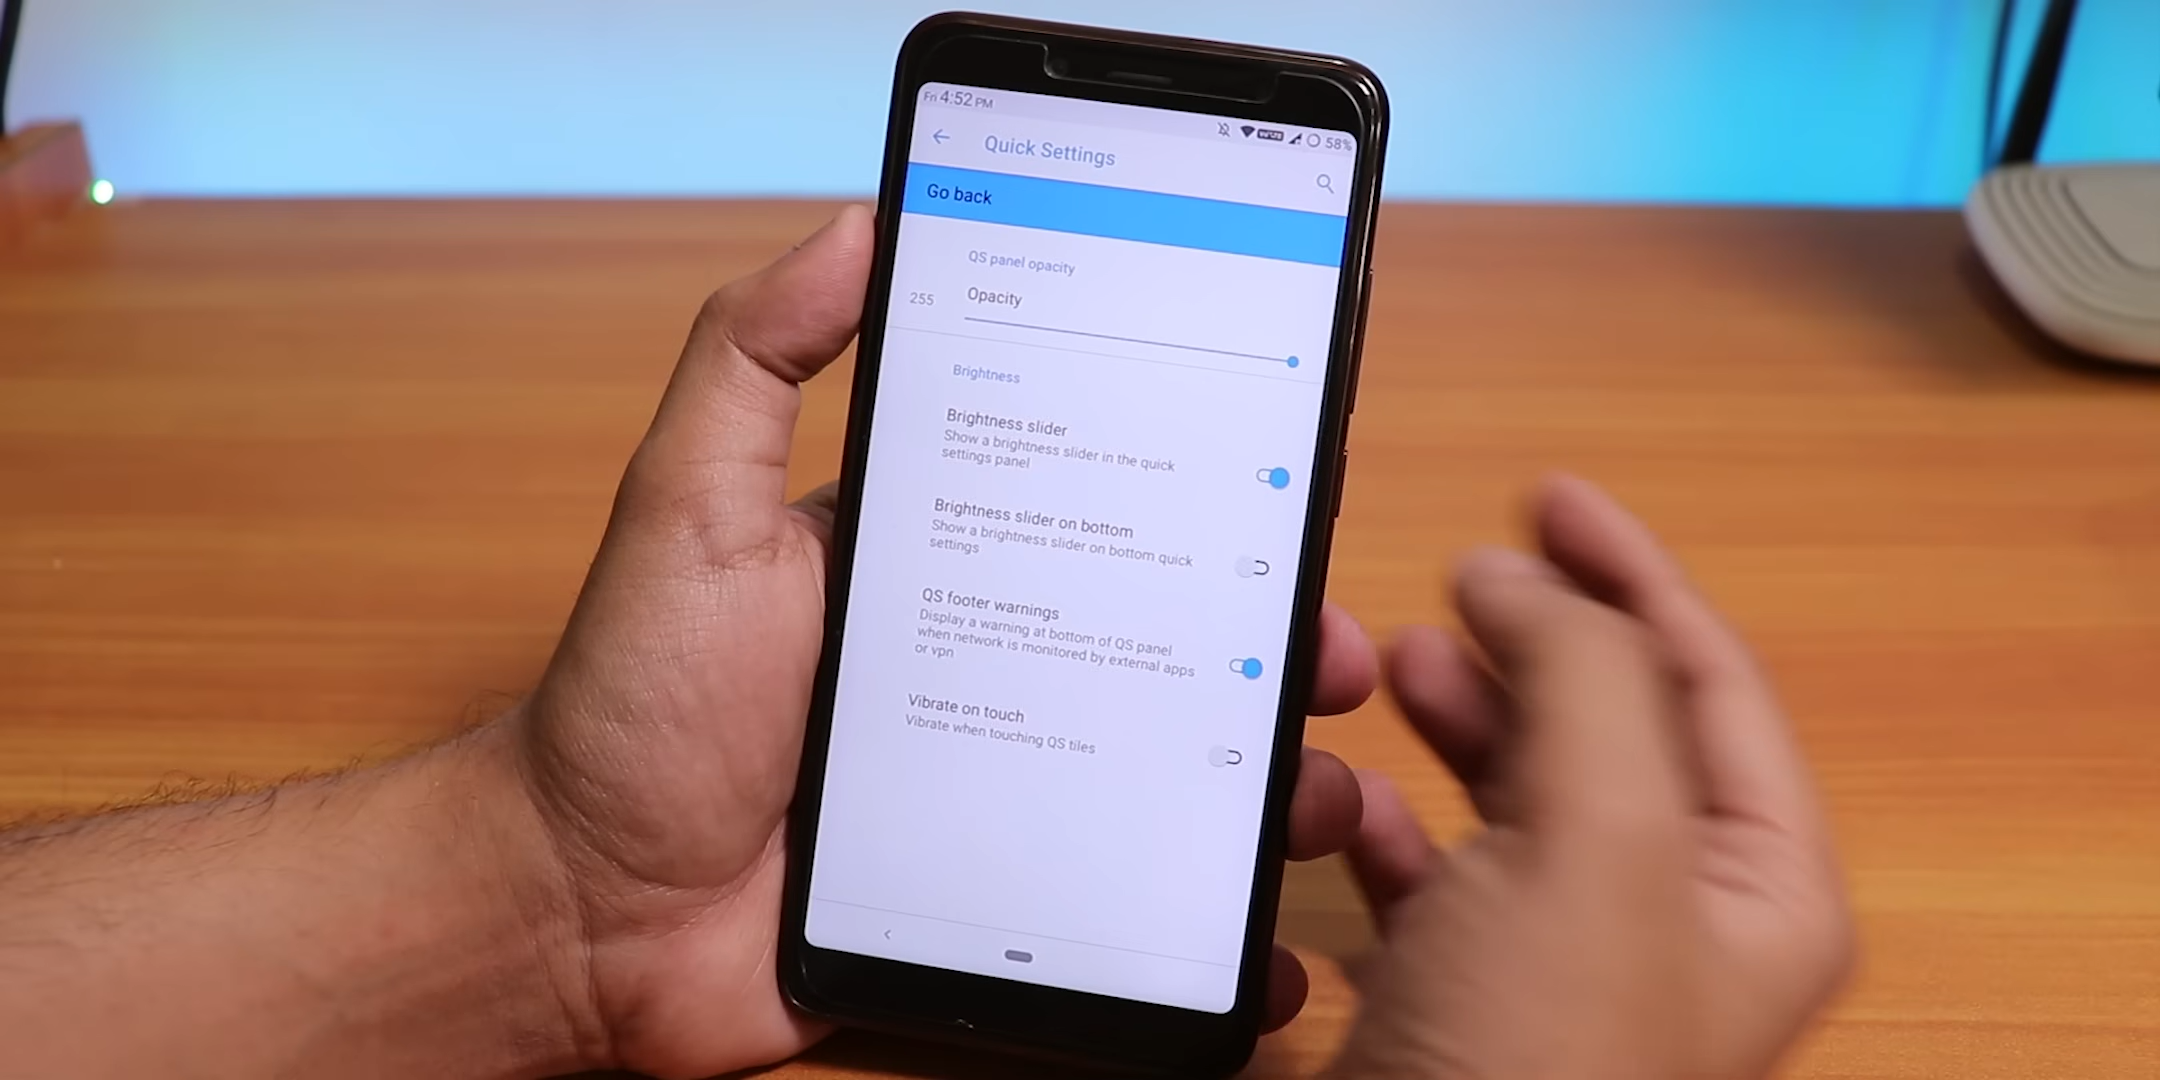 Fri 4:52 PM
58%
Quick Settings
Go back
QS panel opacity
255
Opacity
Brightness
Brightness slider
Show a brightness slider in the quick
settings panel
Brightness slider on bottom
Show a brightness slider on bottom quick
settings
QS footer warnings
Display a warning at bottom of QS panel
when network is monitored by external apps
or vpn
Vibrate on touch
Vibrate when touching QS tiles